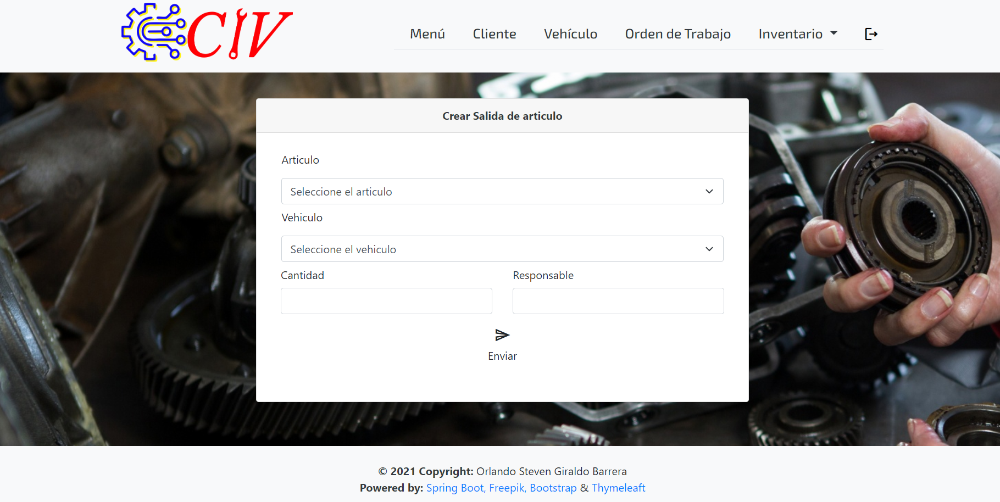 CIV
Menú Cliente Vehículo Orden de Trabajo Inventario
Crear Salida de articulo
Articulo
Seleccione el articulo
Vehiculo
Seleccione el vehiculo
Cantidad Responsable
Enviar
© 2021 Copyright: Orlando Steven Giraldo Barrera
Powered by: Spring Boot, Freepik, Bootstrap & Thymeleaft